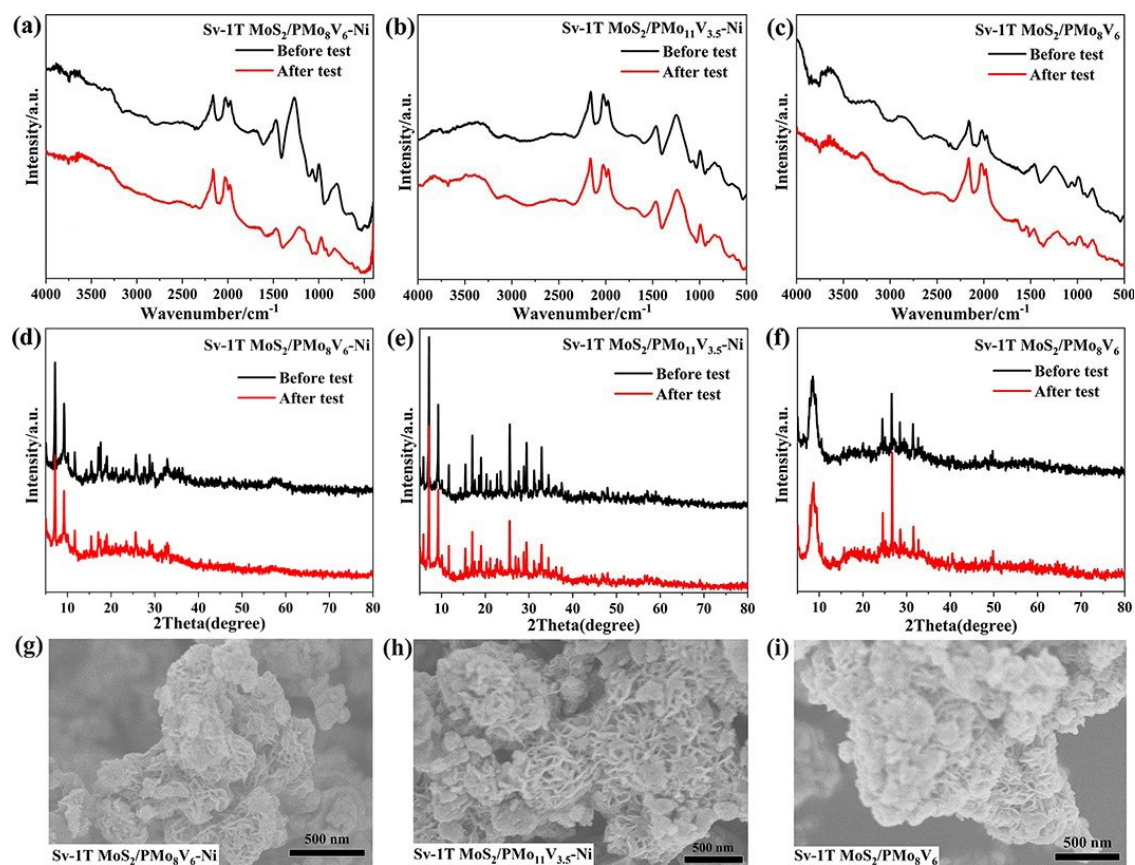 (a)
Sv-1T MoS₂/PMo₈V₆-Ni
Before test
After test
Intensity/a.u.
4000 3500 3000 2500 2000 1500 1000 500
Wavenumber/cm⁻¹
(b)
Sv-1T MoS₂/PMo₁₁V₃.₅-Ni
Before test
After test
Intensity/a.u.
4000 3500 3000 2500 2000 1500 1000 500
Wavenumber/cm⁻¹
(c)
Sv-1T MoS₂/PMo₈V₆
Before test
After test
Intensity/a.u.
4000 3500 3000 2500 2000 1500 1000 500
Wavenumber/cm⁻¹
(d)
Sv-1T MoS₂/PMo₈V₆-Ni
Before test
After test
Intensity/a.u.
10 20 30 40 50 60 70 80
2Theta(degree)
(e)
Sv-1T MoS₂/PMo₁₁V₃.₅-Ni
Before test
After test
Intensity/a.u.
10 20 30 40 50 60 70 80
2Theta(degree)
(f)
Sv-1T MoS₂/PMo₈V₆
Before test
After test
Intensity/a.u.
10 20 30 40 50 60 70 80
2Theta(degree)
(g)
Sv-1T MoS₂/PMo₈V₆-Ni
500 nm
(h)
Sv-1T MoS₂/PMo₁₁V₃.₅-Ni
500 nm
(i)
Sv-1T MoS₂/PMo₈V₆
500 nm